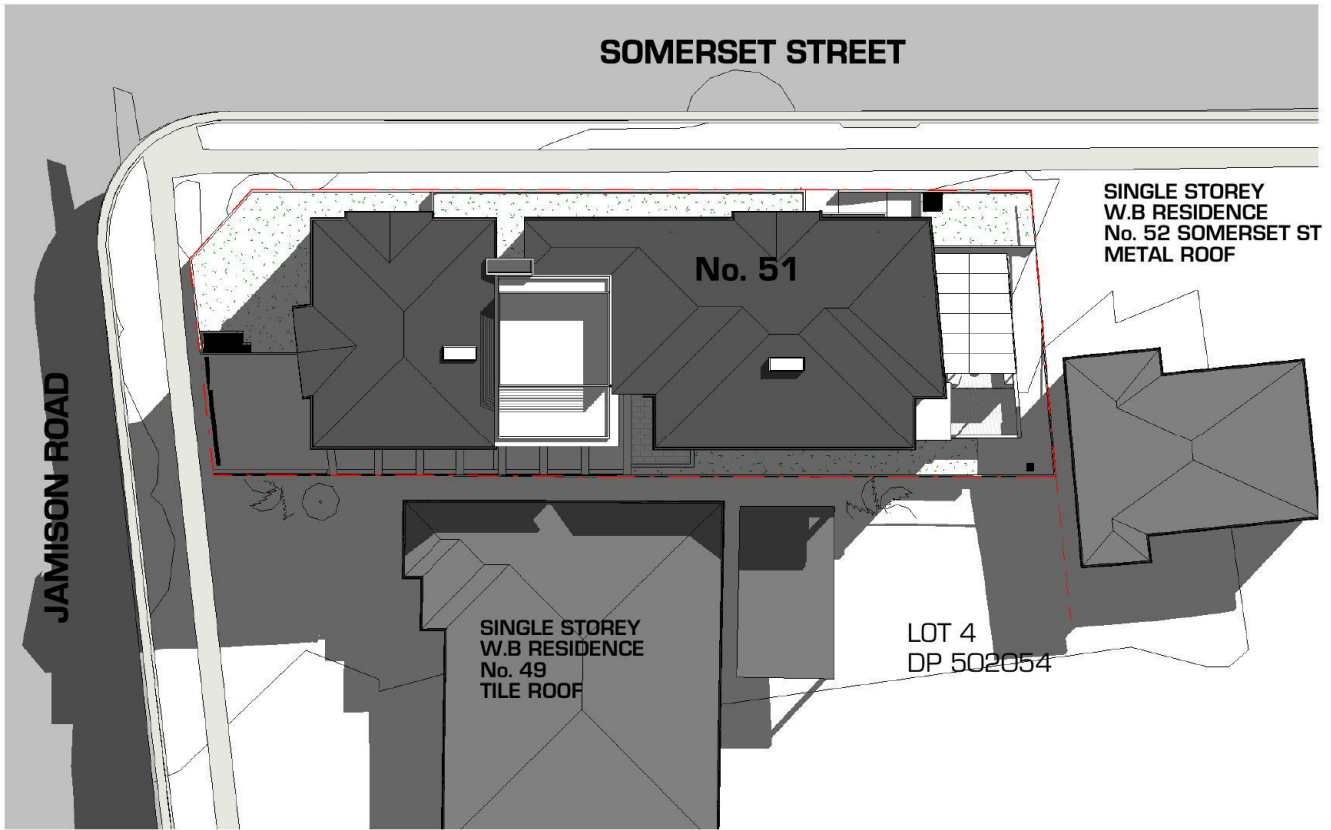 SOMERSET STREET
SINGLE STOREY
W.B RESIDENCE
No. 52 SOMERSET ST
METAL ROOF
No. 51
JAMISON ROAD
SINGLE STOREY
W.B RESIDENCE
No. 49
TILE ROOF
LOT 4
DP 502054